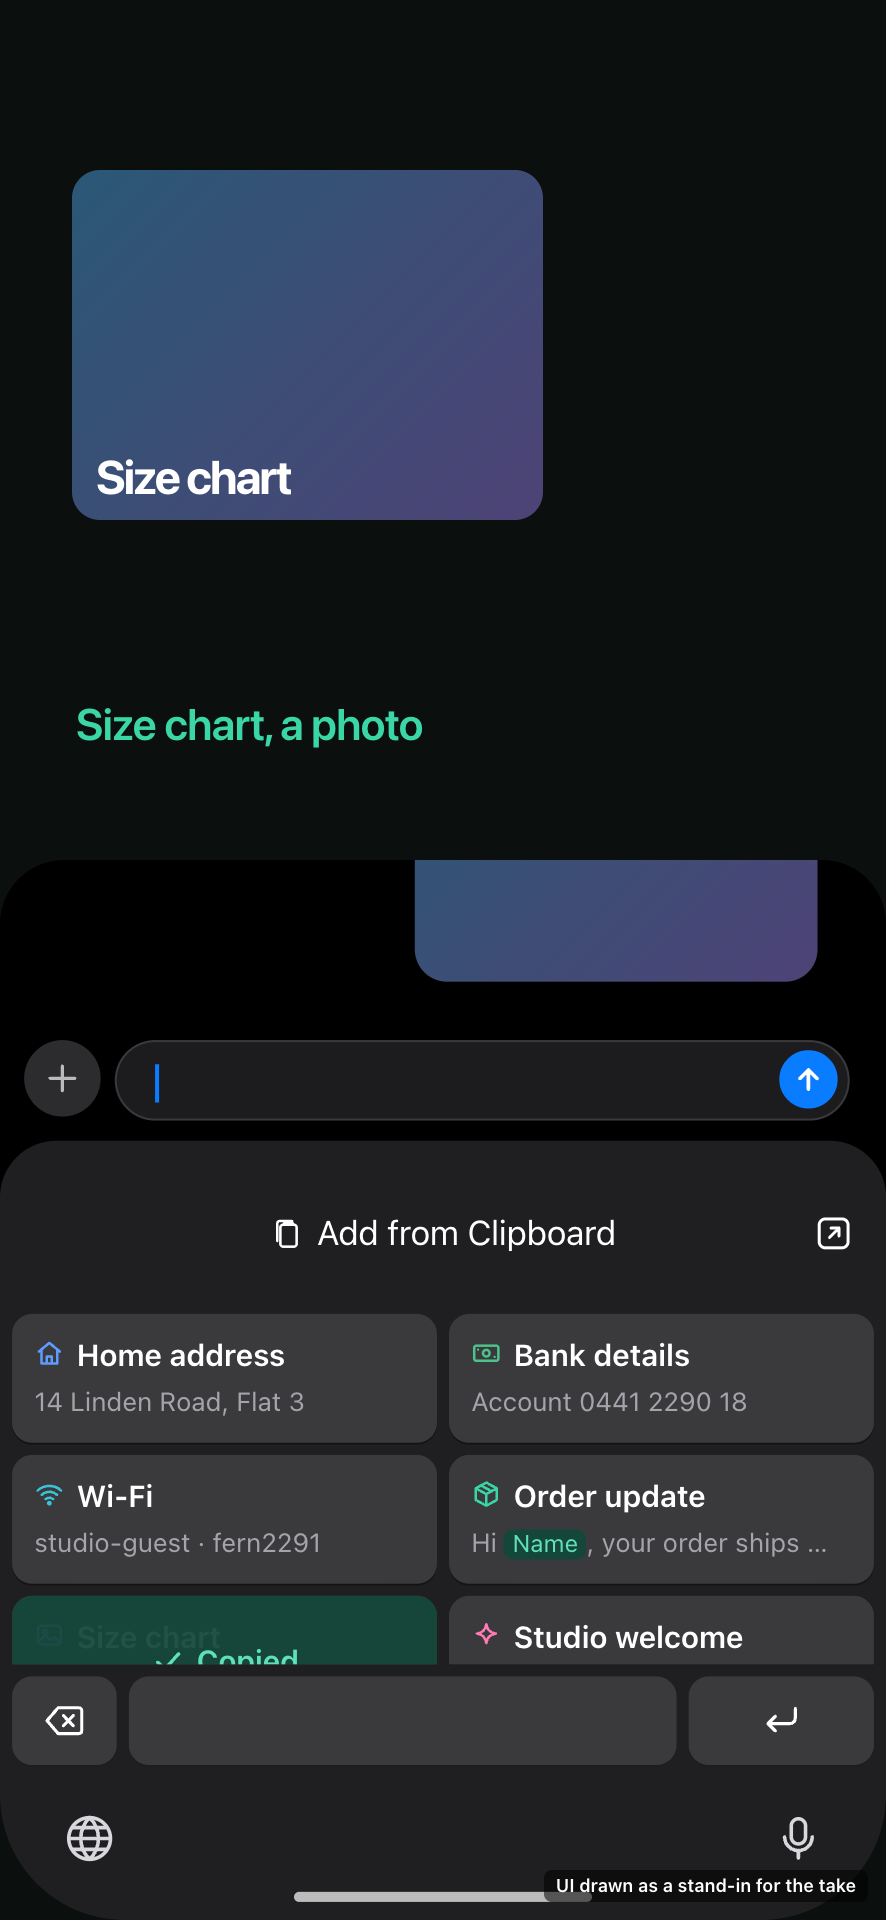 Size chart
Size chart, a photo
Add from Clipboard
Home address
14 Linden Road, Flat 3
Bank details
Account 0441 2290 18
Wi-Fi
studio-guest · fern2291
Order update
Hi Name, your order ships ...
Size chart
Copied
Studio welcome
UI drawn as a stand-in for the take